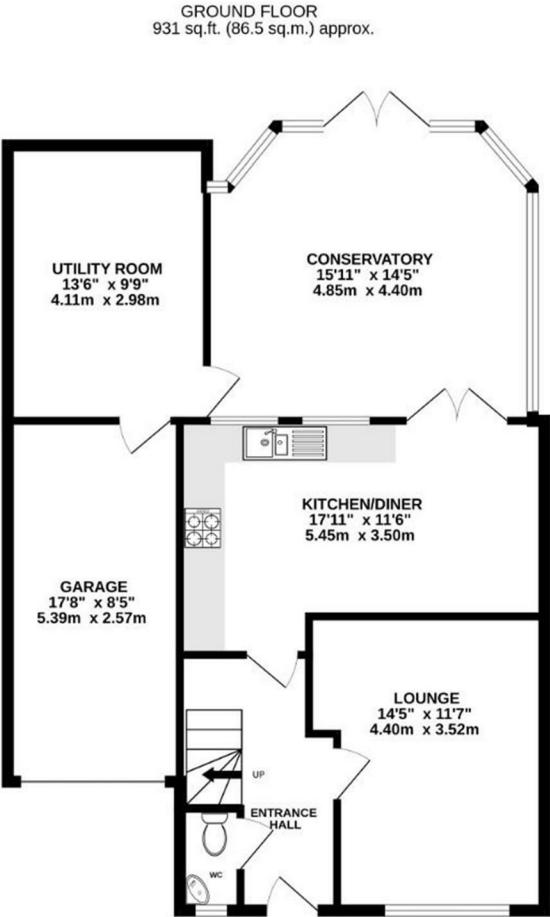 GROUND FLOOR
931 sq.ft. (86.5 sq.m.) approx.
UTILITY ROOM
13'6" x 9'9"
4.11m x 2.98m
CONSERVATORY
15'11" x 14'5"
4.85m x 4.40m
KITCHEN/DINER
17'11" x 11'6"
5.45m x 3.50m
GARAGE
17'8" x 8'5"
5.39m x 2.57m
LOUNGE
14'5" x 11'7"
4.40m x 3.52m
UP
ENTRANCE
HALL
WC